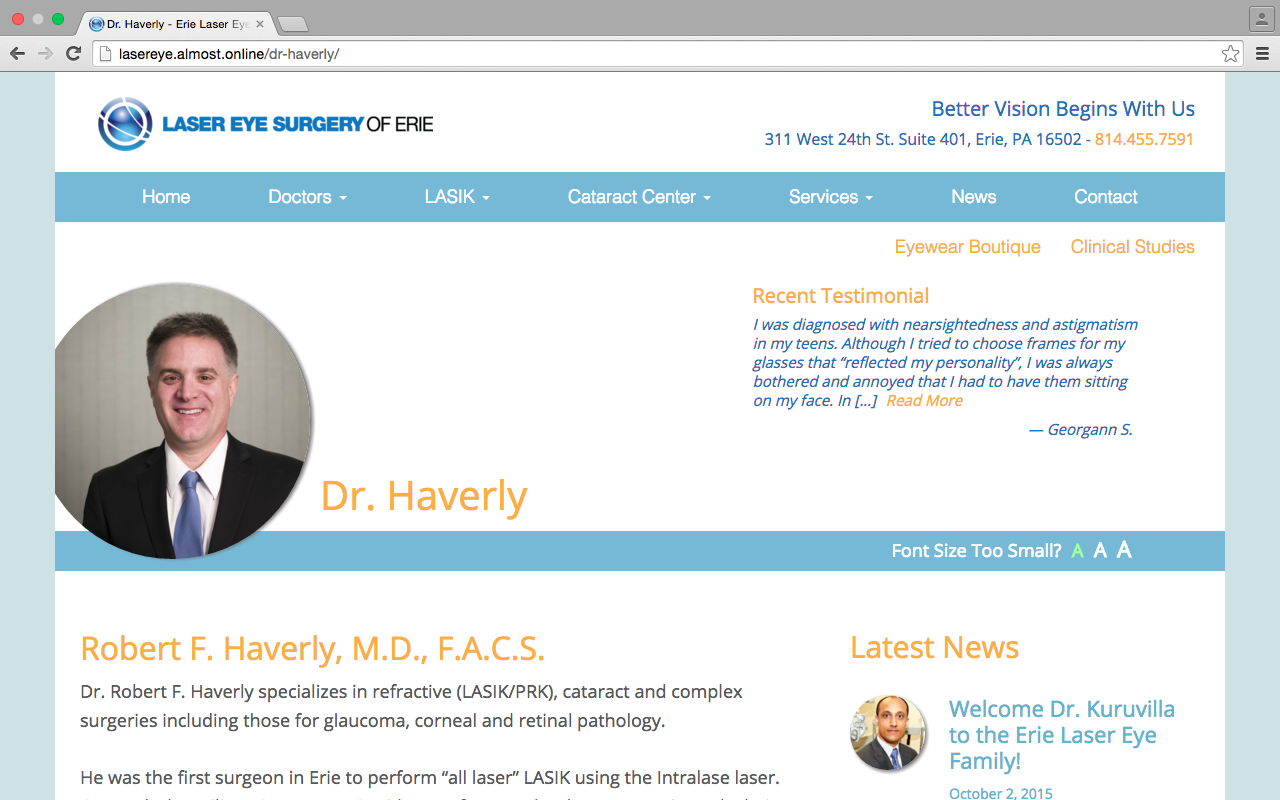 Dr. Haverly - Erie Laser Eye
lasereye.almost.online/dr-haverly/
LASER EYE SURGERY OF ERIE
Better Vision Begins With Us
311 West 24th St. Suite 401, Erie, PA 16502 - 814.455.7591
Home Doctors LASIK Cataract Center Services News Contact
Eyewear Boutique Clinical Studies
Recent Testimonial
I was diagnosed with nearsightedness and astigmatism
in my teens. Although I tried to choose frames for my
glasses that “reflected my personality”, I was always
bothered and annoyed that I had to have them sitting
on my face. In [...] Read More
— Georgann S.
Dr. Haverly
Font Size Too Small? A A A
Robert F. Haverly, M.D., F.A.C.S.
Dr. Robert F. Haverly specializes in refractive (LASIK/PRK), cataract and complex
surgeries including those for glaucoma, corneal and retinal pathology.
He was the first surgeon in Erie to perform “all laser” LASIK using the Intralase laser.
Latest News
Welcome Dr. Kuruvilla
to the Erie Laser Eye
Family!
October 2, 2015